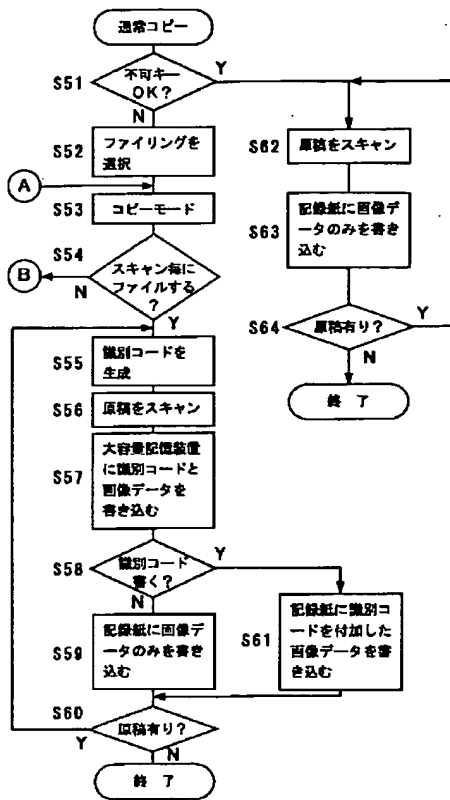 通常コピー
S51
不可キー
OK?
Y
N
S52
ファイリングを
選択
A
S53
コピーモード
S54
B
N
スキャン毎に
ファイルする
?
Y
S55
識別コードを
生成
S56
原稿をスキャン
S57
大容量記憶装置
に識別コードと
画像データを
書き込む
S58
識別コード
書く?
Y
N
S59
記録紙に画像デ
ータのみを書き
込む
S61
記録紙に識別コ
ードを付加した
画像データを書
き込む
S60
原稿有り?
Y
N
終了
S62
原稿をスキャン
S63
記録紙に画像デ
ータのみを書き
込む
S64
原稿有り?
Y
N
終了